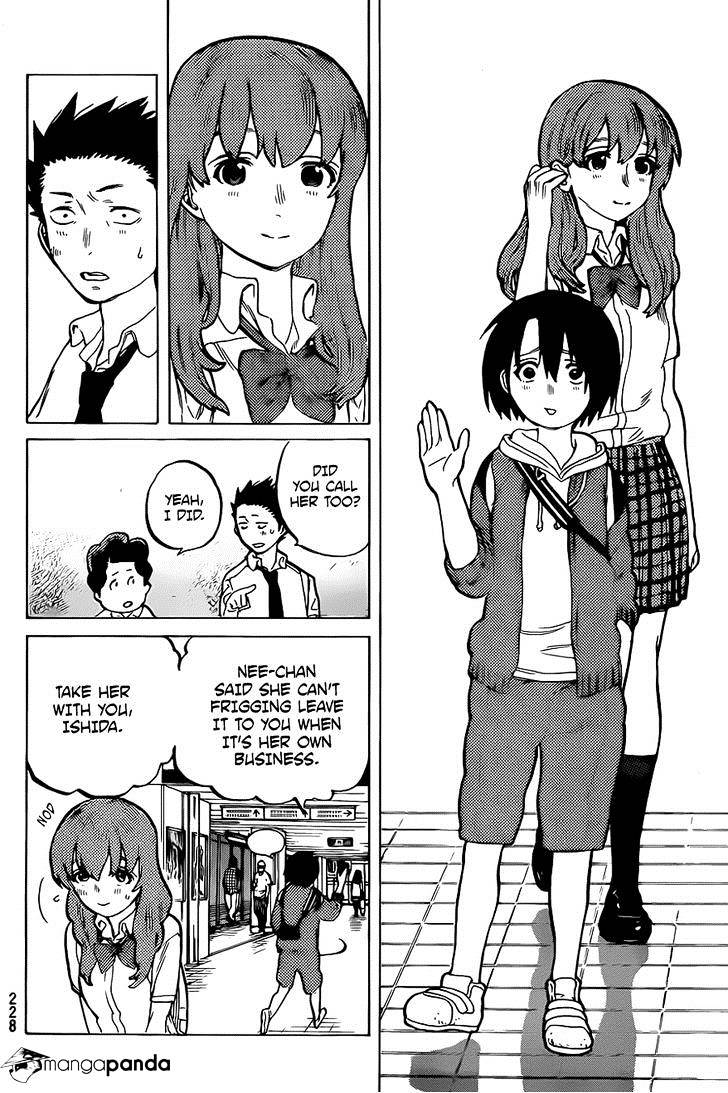 DID
YOU CALL
HER TOO?
YEAH,
I DID.
NEE-CHAN
SAID SHE CAN'T
FRIGGING LEAVE
IT TO YOU WHEN
IT'S HER OWN
BUSINESS.
TAKE HER
WITH YOU,
ISHIDA.
NOD
228
mangapanda